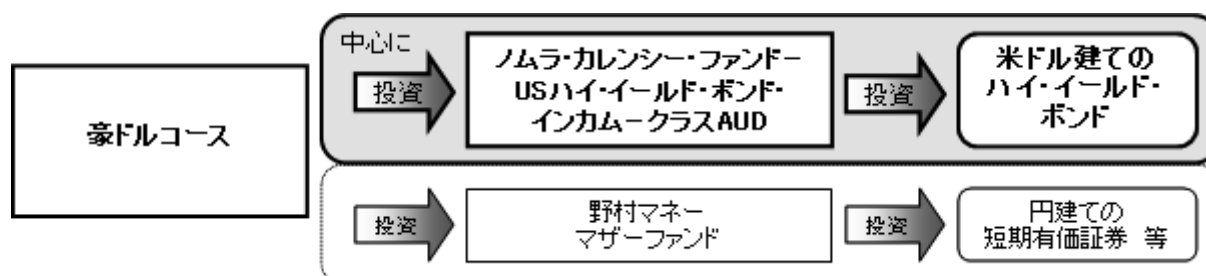 豪ドルコース
中心に
投資
ノムラ・カレンシー・ファンドー
USハイ・イールド・ボンド・
インカムークラスAUD
投資
米ドル建ての
ハイ・イールド・
ボンド
投資
野村マネー
マザーファンド
投資
円建ての
短期有価証券 等